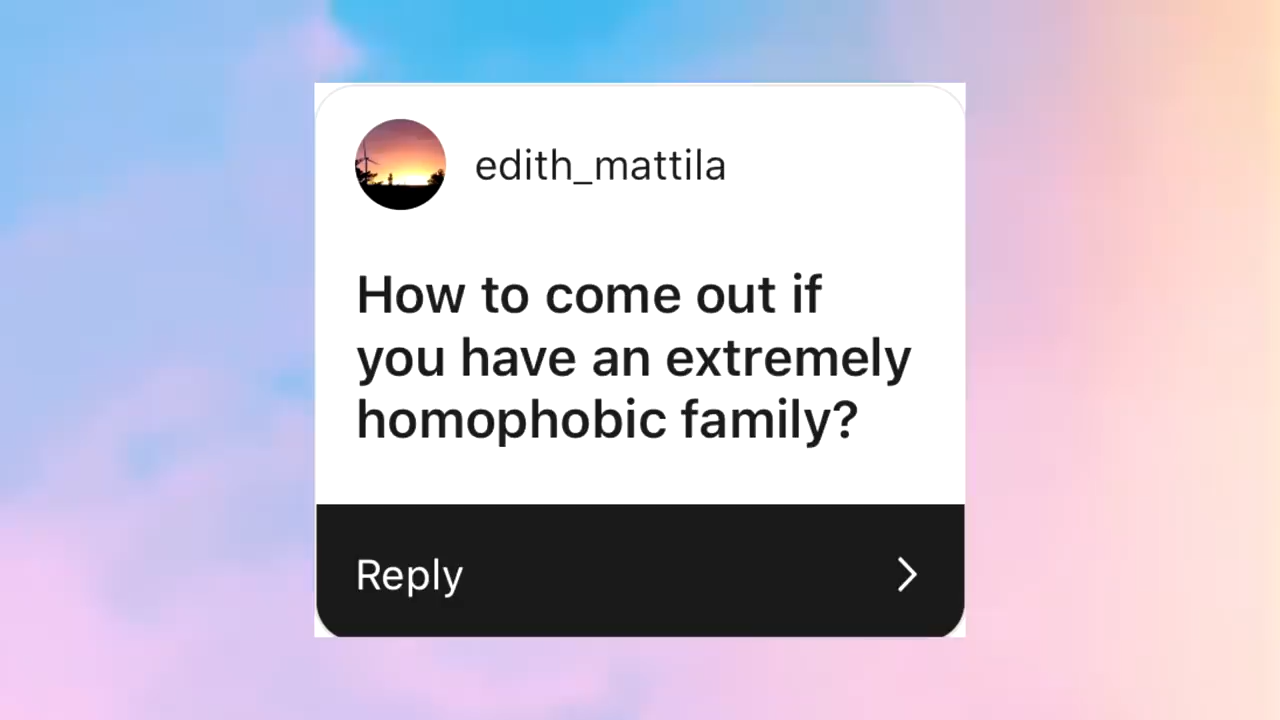 edith_mattila
How to come out if
you have an extremely
homophobic family?
Reply